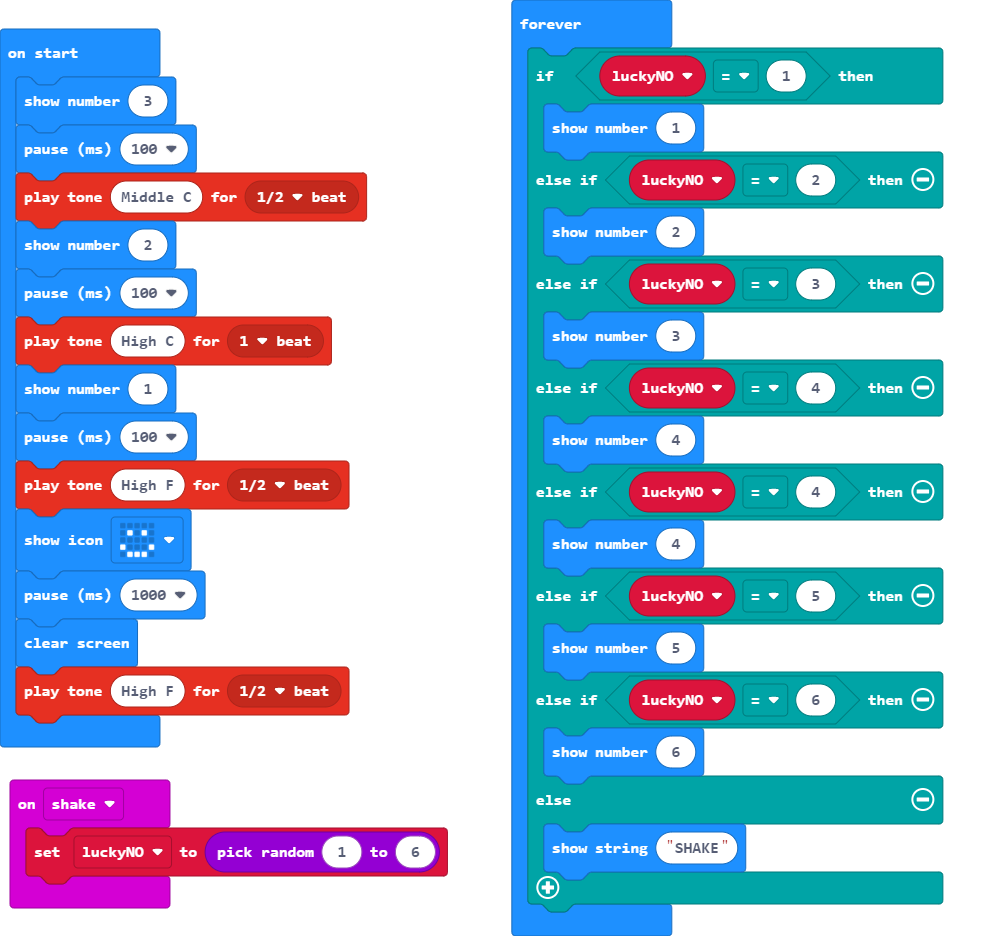 on start
show number 3
pause (ms) 100
play tone Middle C for 1/2 beat
show number 2
pause (ms) 100
play tone High C for 1 beat
show number 1
pause (ms) 100
play tone High F for 1/2 beat
show icon
pause (ms) 1000
clear screen
play tone High F for 1/2 beat
on shake
set luckyNO to pick random 1 to 6
forever
if luckyNO = 1 then
show number 1
else if luckyNO = 2 then
show number 2
else if luckyNO = 3 then
show number 3
else if luckyNO = 4 then
show number 4
else if luckyNO = 4 then
show number 4
else if luckyNO = 5 then
show number 5
else if luckyNO = 6 then
show number 6
else
show string "SHAKE"